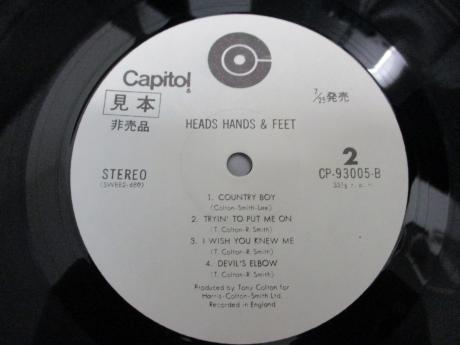 Capitol
®
見本
非売品
HEADS HANDS & FEET
7/25発売
STEREO
(SWBB2-680)
2
CP-93005-B
33⅓ r.p.m
1. COUNTRY BOY
(Colton-Smith-Lee)
2. TRYIN' TO PUT ME ON
(T. Colton-R. Smith)
3. I WISH YOU KNEW ME
(T. Colton-R. Smith)
4. DEVIL'S ELBOW
(T. Colton-R. Smith)
Produced by Tony Colton for
Harris-Colton-Smith Ltd.
Recorded in England